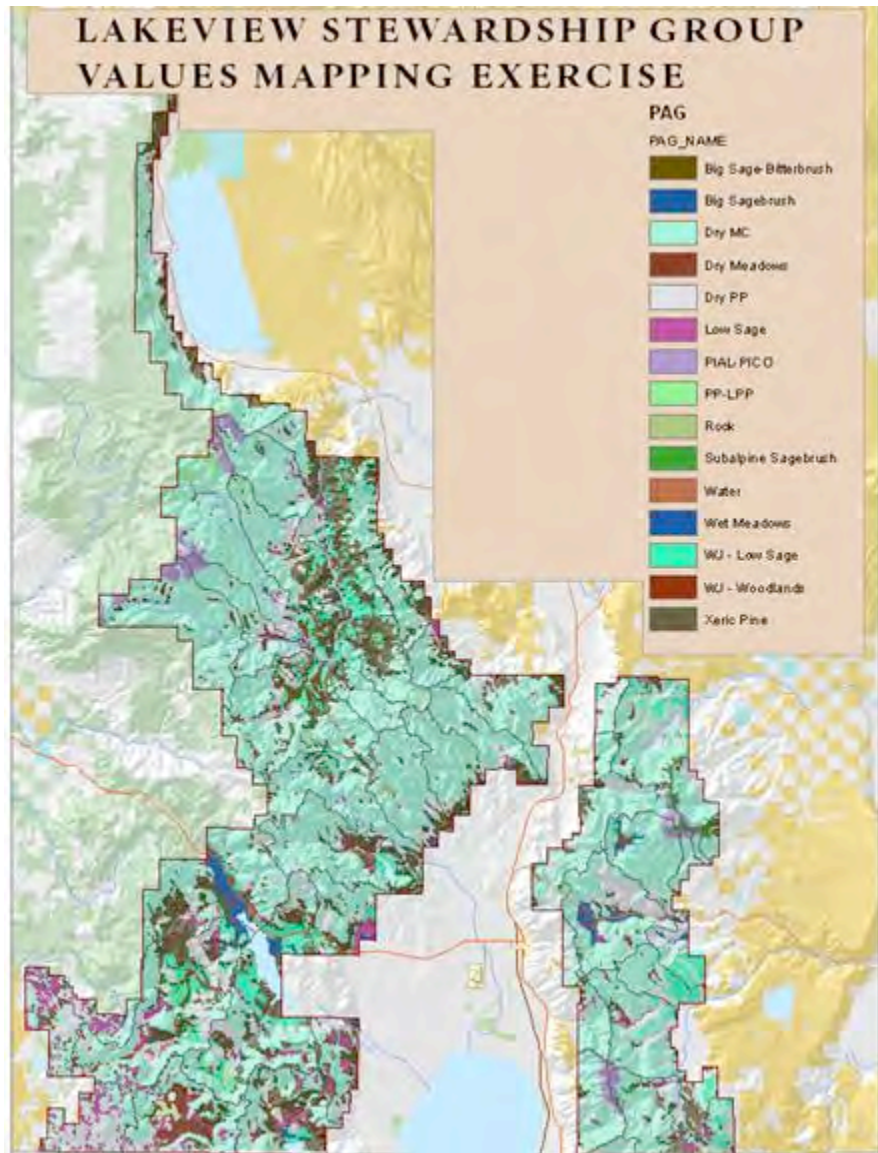 LAKEVIEW STEWARDSHIP GROUP
VALUES MAPPING EXERCISE
PAG
PAG_NAME
Big Sage-Bitterbrush
Big Sagebrush
Dry MC
Dry Meadows
Dry PP
Low Sage
PIAL-PICO
PP-LPP
Rock
Subalpine Sagebrush
Water
Wet Meadows
WJ - Low Sage
WJ - Woodlands
Xeric Pine